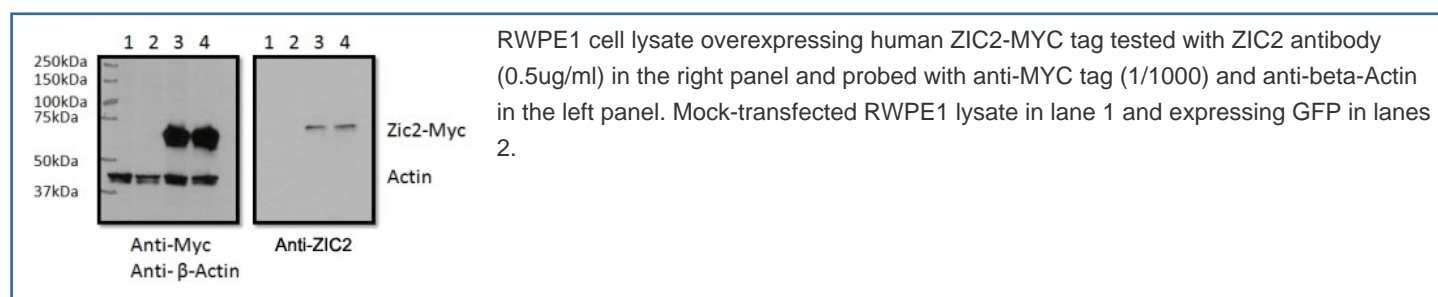 1 2 3 4
1 2 3 4
250kDa
150kDa
100kDa
75kDa
50kDa
37kDa
Zic2-Myc
Actin
Anti-Myc
Anti- β-Actin
Anti-ZIC2
RWPE1 cell lysate overexpressing human ZIC2-MYC tag tested with ZIC2 antibody
(0.5ug/ml) in the right panel and probed with anti-MYC tag (1/1000) and anti-beta-Actin
in the left panel. Mock-transfected RWPE1 lysate in lane 1 and expressing GFP in lanes
2.